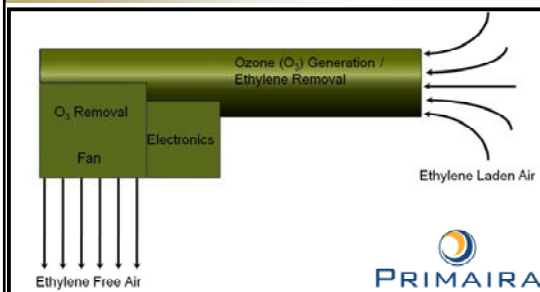 Ozone (O₃) Generation /
Ethylene Removal
O₃ Removal
Electronics
Fan
Ethylene Laden Air
Ethylene Free Air
PRIMAIRA